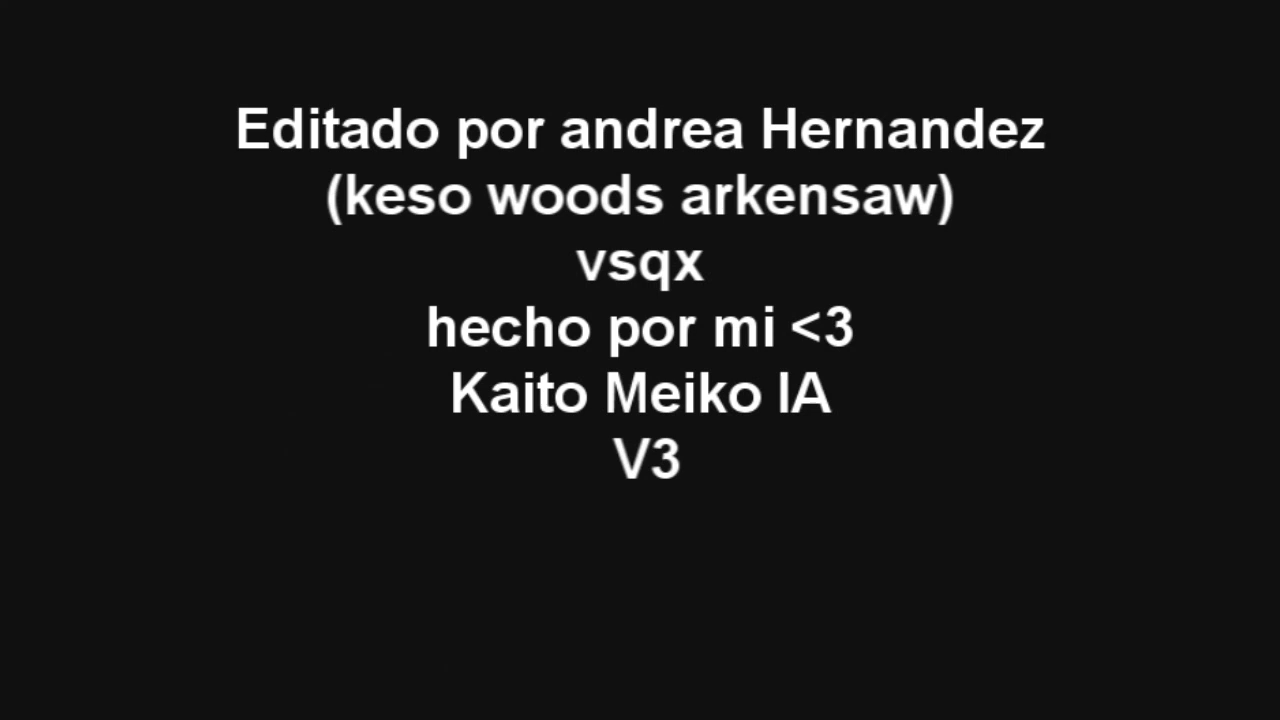 Editado por andrea Hernandez
(keso woods arkensaw)
vsqx
hecho por mi <3
Kaito Meiko IA
V3